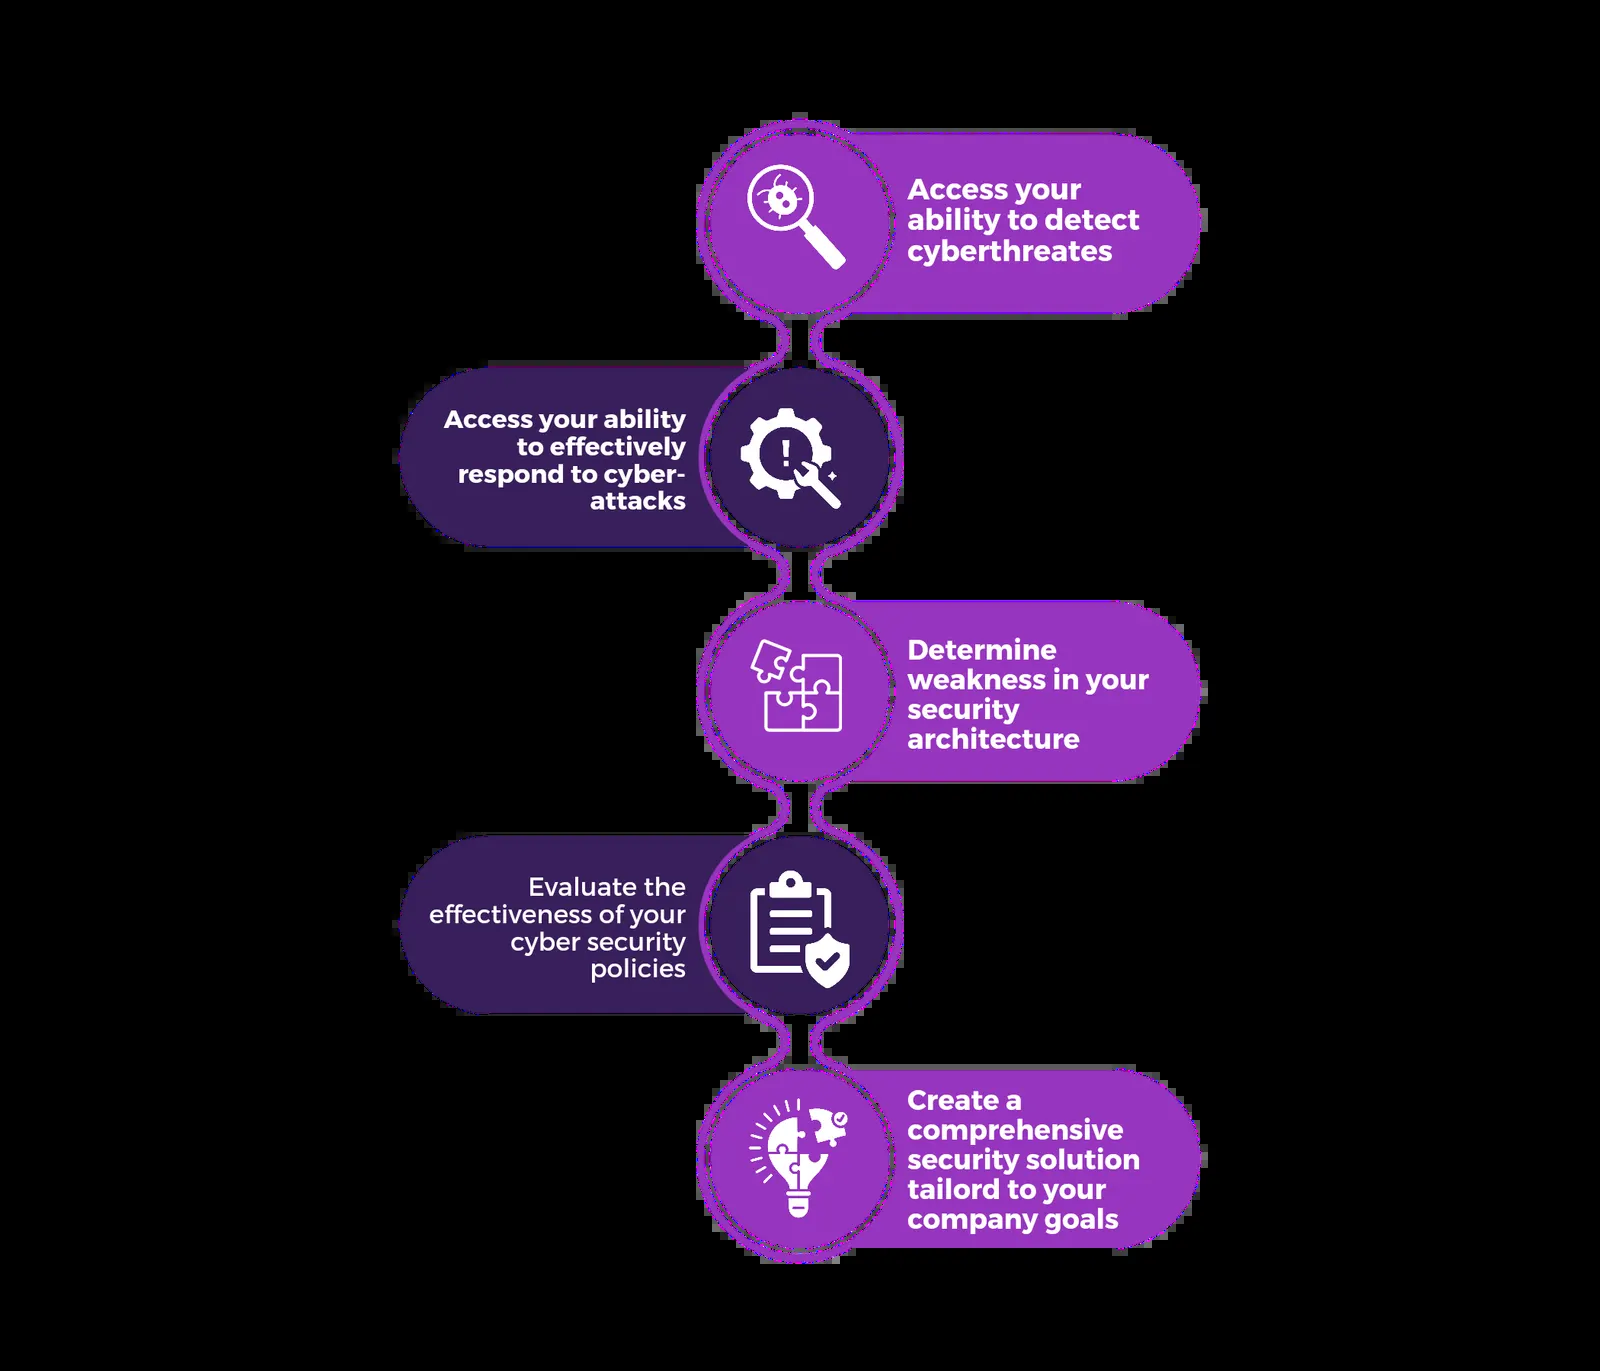 Access your
ability to detect
cyberthreates
Access your ability
to effectively
respond to cyber-
attacks
Determine
weakness in your
security
architecture
Evaluate the
effectiveness of your
cyber security
policies
Create a
comprehensive
security solution
tailord to your
company goals